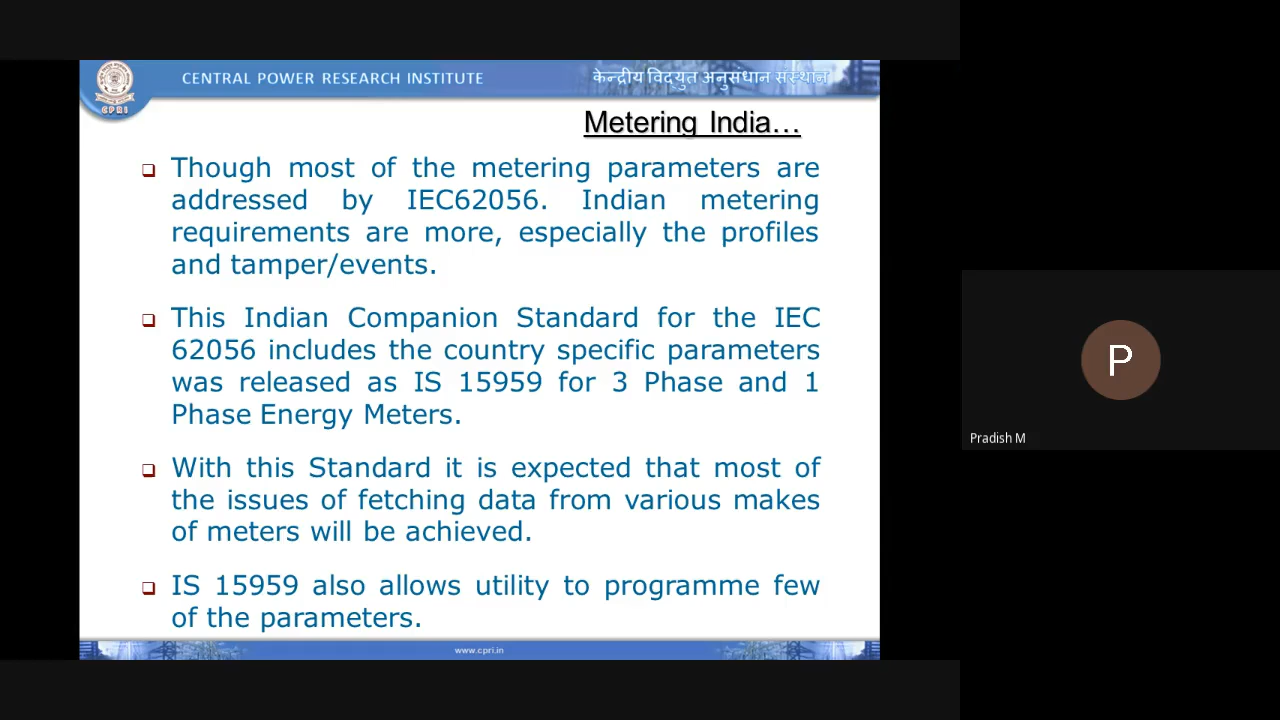 CENTRAL POWER RESEARCH INSTITUTE
केन्द्रीय विद्युत अनुसंधान संस्थान
CPRI
Metering India...
Though most of the metering parameters are
addressed by IEC62056. Indian metering
requirements are more, especially the profiles
and tamper/events.
This Indian Companion Standard for the IEC
62056 includes the country specific parameters
was released as IS 15959 for 3 Phase and 1
Phase Energy Meters.
With this Standard it is expected that most of
the issues of fetching data from various makes
of meters will be achieved.
IS 15959 also allows utility to programme few
of the parameters.
www.cpri.in
P
Pradish M